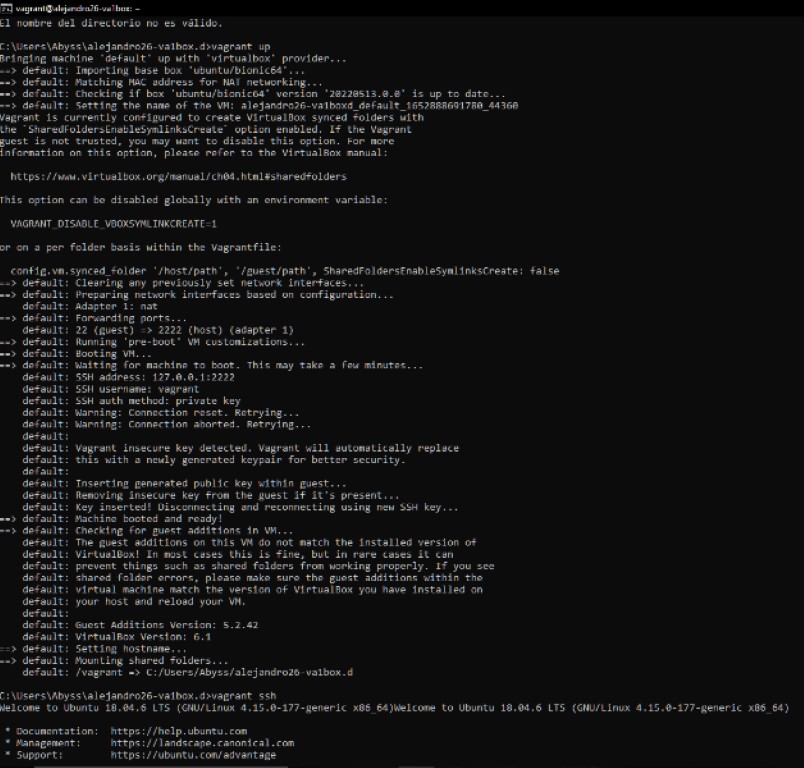 vagrant@alejandro26-va1box: ~
El nombre del directorio no es válido.
C:\Users\Abyss\alejandro26-va1box.d>vagrant up
Bringing machine 'default' up with 'virtualbox' provider...
==> default: Importing base box 'ubuntu/bionic64'...
==> default: Matching MAC address for NAT networking...
==> default: Checking if box 'ubuntu/bionic64' version '20220513.0.0' is up to date...
==> default: Setting the name of the VM: alejandro26-va1boxd_default_1652888691780_44360
Vagrant is currently configured to create VirtualBox synced folders with
the `SharedFoldersEnableSymlinksCreate` option enabled. If the Vagrant
guest is not trusted, you may want to disable this option. For more
information on this option, please refer to the VirtualBox manual:
https://www.virtualbox.org/manual/ch04.html#sharedfolders
This option can be disabled globally with an environment variable:
VAGRANT_DISABLE_VBOXSYMLINKCREATE=1
or on a per folder basis within the Vagrantfile:
config.vm.synced_folder '/host/path', '/guest/path', SharedFoldersEnableSymlinksCreate: false
==> default: Clearing any previously set network interfaces...
==> default: Preparing network interfaces based on configuration...
default: Adapter 1: nat
==> default: Forwarding ports...
default: 22 (guest) => 2222 (host) (adapter 1)
==> default: Running 'pre-boot' VM customizations...
==> default: Booting VM...
==> default: Waiting for machine to boot. This may take a few minutes...
default: SSH address: 127.0.0.1:2222
default: SSH username: vagrant
default: SSH auth method: private key
default: Warning: Connection reset. Retrying...
default: Warning: Connection aborted. Retrying...
default:
default: Vagrant insecure key detected. Vagrant will automatically replace
default: this with a newly generated keypair for better security.
default:
default: Inserting generated public key within guest...
default: Removing insecure key from the guest if it's present...
default: Key inserted! Disconnecting and reconnecting using new SSH key...
==> default: Machine booted and ready!
==> default: Checking for guest additions in VM...
default: The guest additions on this VM do not match the installed version of
default: VirtualBox! In most cases this is fine, but in rare cases it can
default: prevent things such as shared folders from working properly. If you see
default: shared folder errors, please make sure the guest additions within the
default: virtual machine match the version of VirtualBox you have installed on
default: your host and reload your VM.
default:
default: Guest Additions Version: 5.2.42
default: VirtualBox Version: 6.1
==> default: Setting hostname...
==> default: Mounting shared folders...
default: /vagrant => C:/Users/Abyss/alejandro26-va1box.d
C:\Users\Abyss\alejandro26-va1box.d>vagrant ssh
Welcome to Ubuntu 18.04.6 LTS (GNU/Linux 4.15.0-177-generic x86_64)Welcome to Ubuntu 18.04.6 LTS (GNU/Linux 4.15.0-177-generic x86_64)
* Documentation: https://help.ubuntu.com
* Management: https://landscape.canonical.com
* Support: https://ubuntu.com/advantage